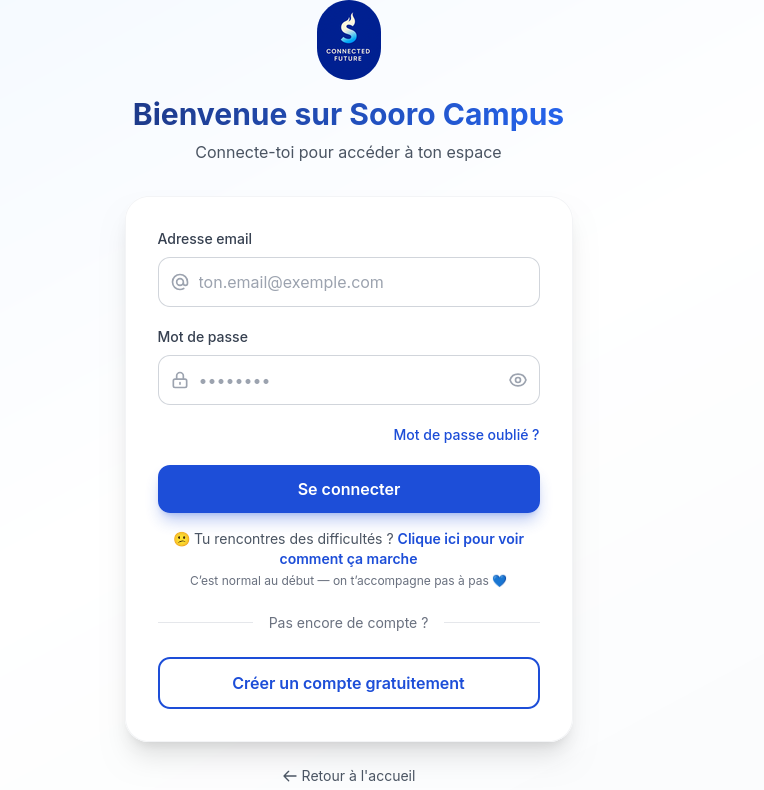 CONNECTED
FUTURE
Bienvenue sur Sooro Campus
Connecte-toi pour accéder à ton espace
Adresse email
ton.email@exemple.com
Mot de passe
••••••••
Mot de passe oublié ?
Se connecter
😕 Tu rencontres des difficultés ? Clique ici pour voir
comment ça marche
C’est normal au début — on t’accompagne pas à pas 💙
Pas encore de compte ?
Créer un compte gratuitement
← Retour à l'accueil